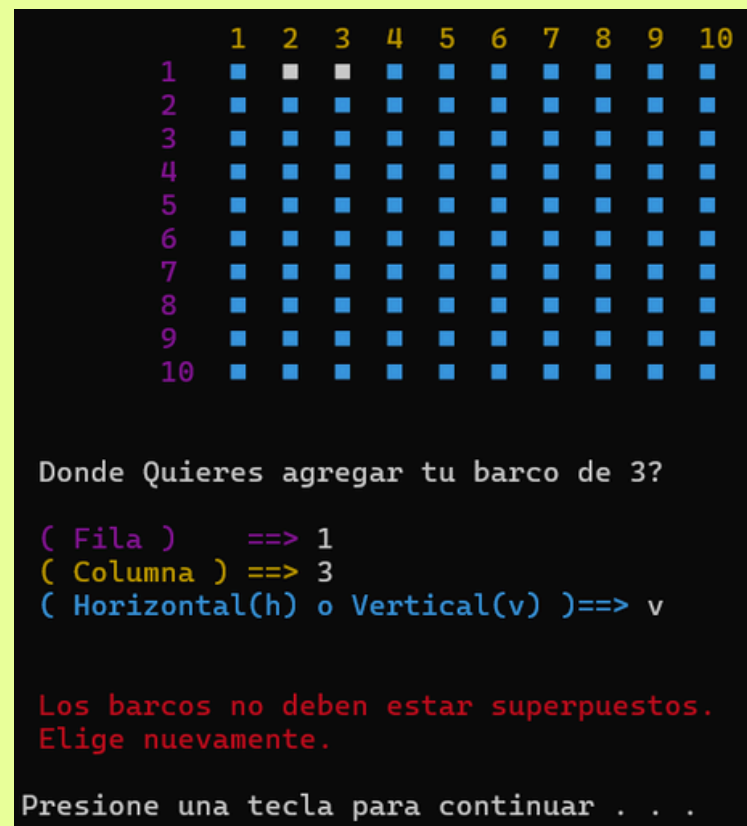 1 2 3 4 5 6 7 8 9 10
1 ■ ■ ■ ■ ■ ■ ■ ■ ■ ■
2 ■ ■ ■ ■ ■ ■ ■ ■ ■ ■
3 ■ ■ ■ ■ ■ ■ ■ ■ ■ ■
4 ■ ■ ■ ■ ■ ■ ■ ■ ■ ■
5 ■ ■ ■ ■ ■ ■ ■ ■ ■ ■
6 ■ ■ ■ ■ ■ ■ ■ ■ ■ ■
7 ■ ■ ■ ■ ■ ■ ■ ■ ■ ■
8 ■ ■ ■ ■ ■ ■ ■ ■ ■ ■
9 ■ ■ ■ ■ ■ ■ ■ ■ ■ ■
10 ■ ■ ■ ■ ■ ■ ■ ■ ■ ■
Donde Quieres agregar tu barco de 3?
( Fila ) ==> 1
( Columna ) ==> 3
( Horizontal(h) o Vertical(v) )==> v
Los barcos no deben estar superpuestos.
Elige nuevamente.
Presione una tecla para continuar . . .